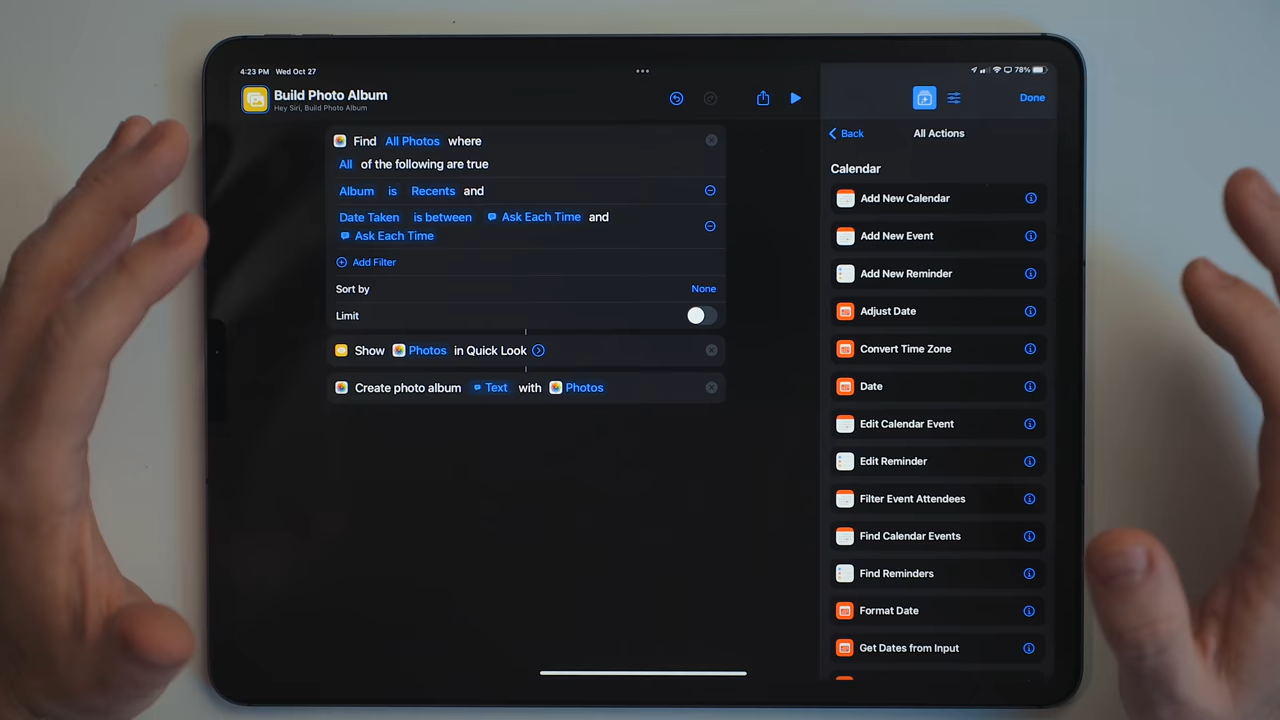 4:23 PM Wed Oct 27
78%
Build Photo Album
Hey Siri, Build Photo Album
Done
Find All Photos where
All of the following are true
Album is Recents and
Date Taken is between Ask Each Time and
Ask Each Time
Add Filter
Sort by None
Limit
Show Photos in Quick Look
Create photo album Text with Photos
Back
All Actions
Calendar
Add New Calendar
Add New Event
Add New Reminder
Adjust Date
Convert Time Zone
Date
Edit Calendar Event
Edit Reminder
Filter Event Attendees
Find Calendar Events
Find Reminders
Format Date
Get Dates from Input